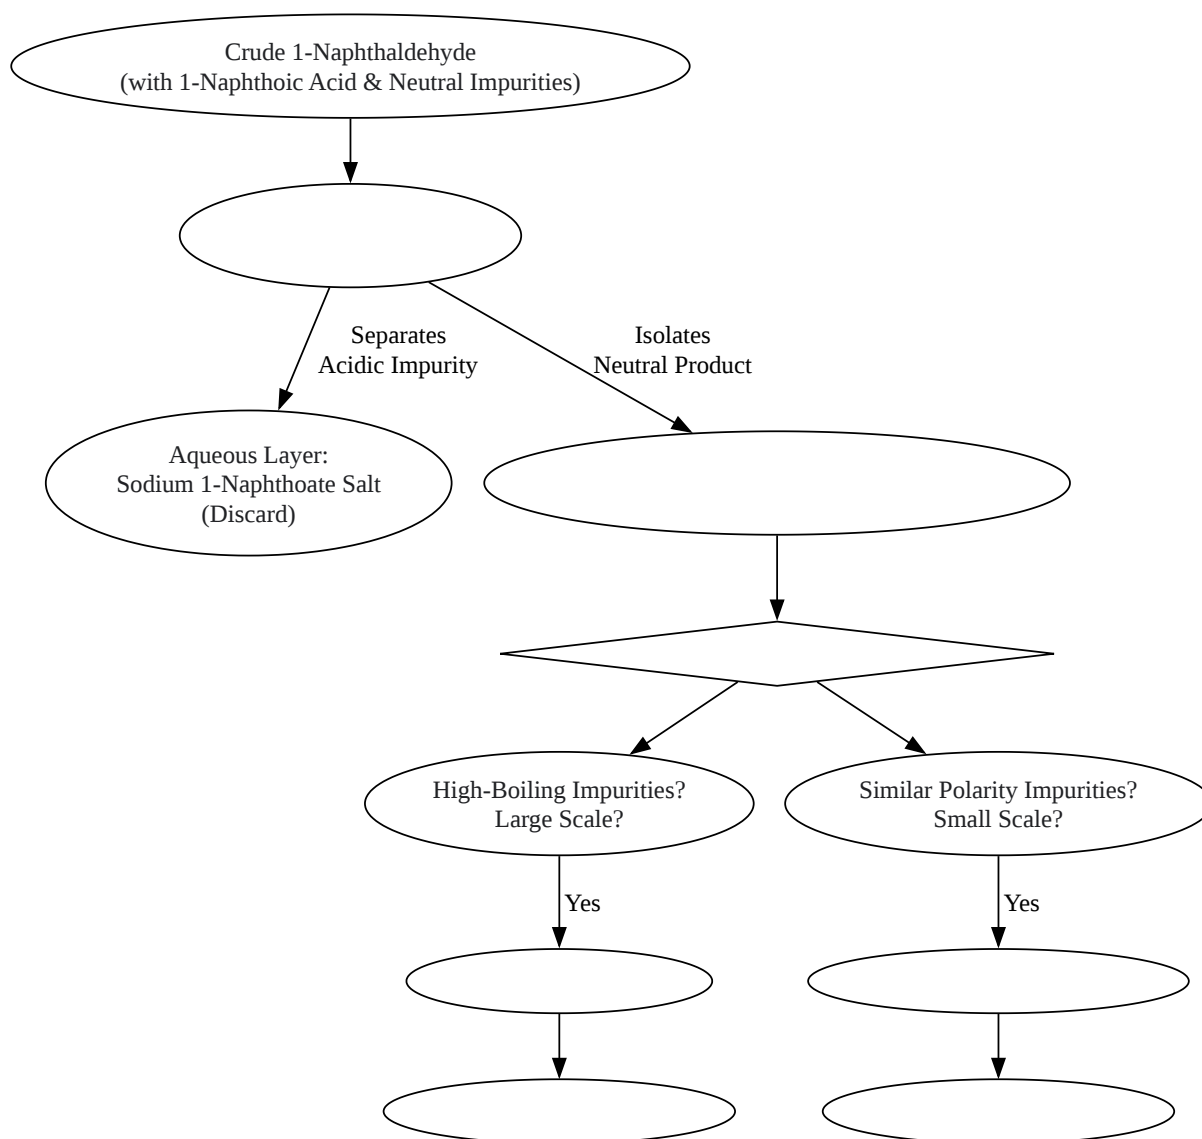 Crude 1-Naphthaldehyde
(with 1-Naphthoic Acid & Neutral Impurities)
Separates
Acidic Impurity
Isolates
Neutral Product
Aqueous Layer:
Sodium 1-Naphthoate Salt
(Discard)
High-Boiling Impurities?
Large Scale?
Similar Polarity Impurities?
Small Scale?
Yes
Yes